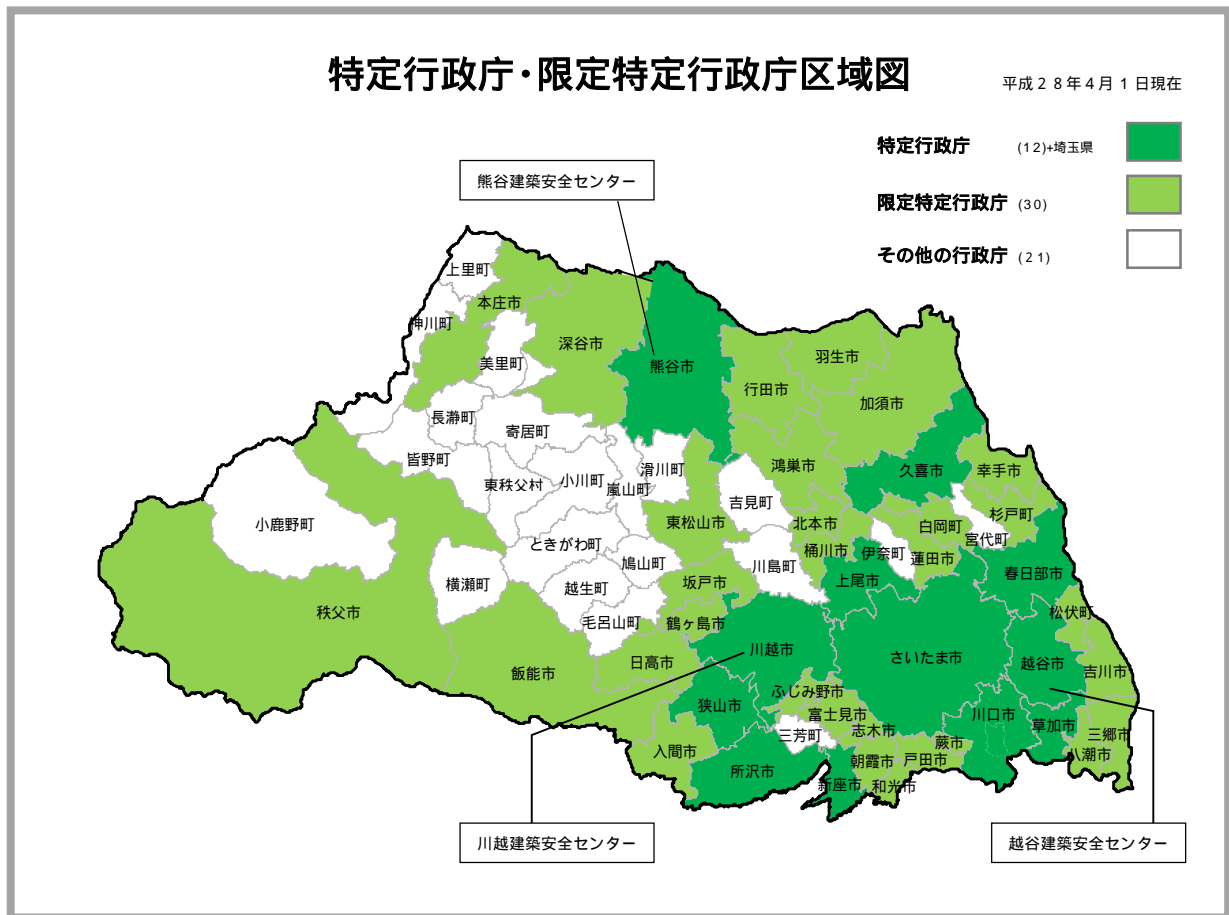 特定行政庁・限定特定行政庁区域図
平成２８年４月１日現在
特定行政庁 (12)+埼玉県
限定特定行政庁 (30)
その他の行政庁 (21)
熊谷建築安全センター
上里町
本庄市
神川町
深谷市
美里町
熊谷市
羽生市
行田市
加須市
長瀞町
寄居町
皆野町
東秩父村
小川町
嵐山町
滑川町
鴻巣市
久喜市
幸手市
吉見町
小鹿野町
東松山市
北本市
白岡町
杉戸町
宮代町
ときがわ町
桶川市
伊奈町
蓮田市
鳩山町
川島町
上尾市
春日部市
横瀬町
越生町
坂戸市
秩父市
毛呂山町
鶴ヶ島市
松伏町
日高市
川越市
さいたま市
越谷市
吉川市
飯能市
ふじみ野市
狭山市
富士見市
川口市
草加市
三芳町
志木市
三郷市
蕨市
入間市
朝霞市
戸田市
八潮市
所沢市
新座市
和光市
川越建築安全センター
越谷建築安全センター